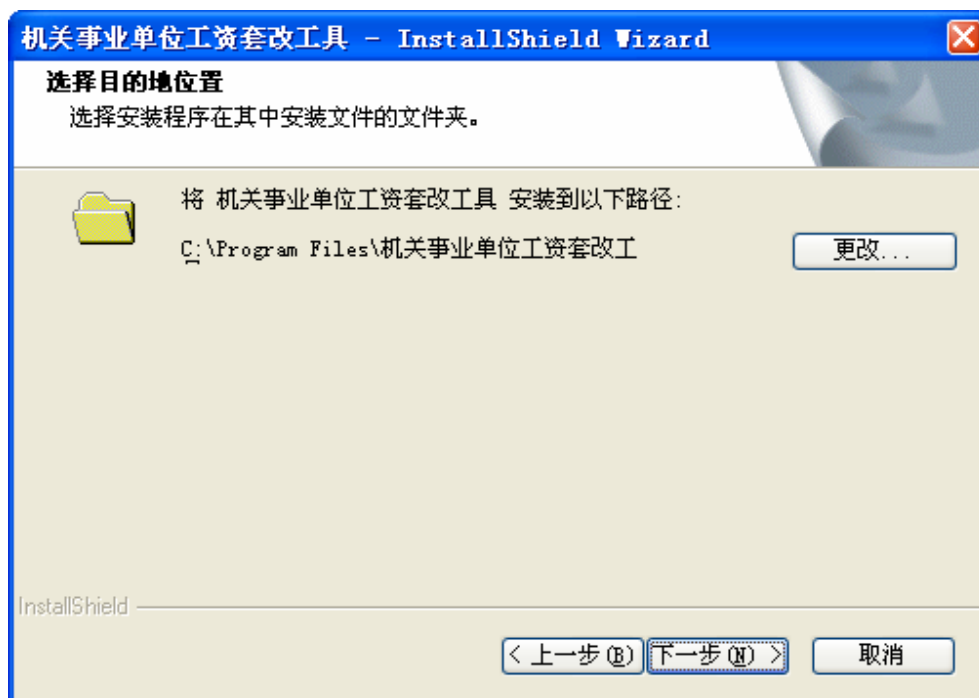 机关事业单位工资套改工具 - InstallShield Wizard
选择目的地位置
选择安装程序在其中安装文件的文件夹。
将 机关事业单位工资套改工具 安装到以下路径:
C:\Program Files\机关事业单位工资套改工
更改...
InstallShield
< 上一步(B) 下一步(N) > 取消